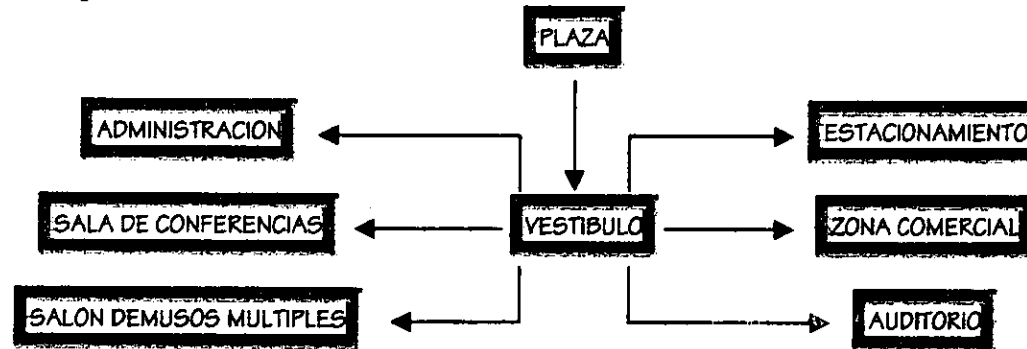 PLAZA
ADMINISTRACION
ESTACIONAMIENTO
SALA DE CONFERENCIAS
VESTIBULO
ZONA COMERCIAL
SALON DEMUSOS MULTIPLES
AUDITORIO